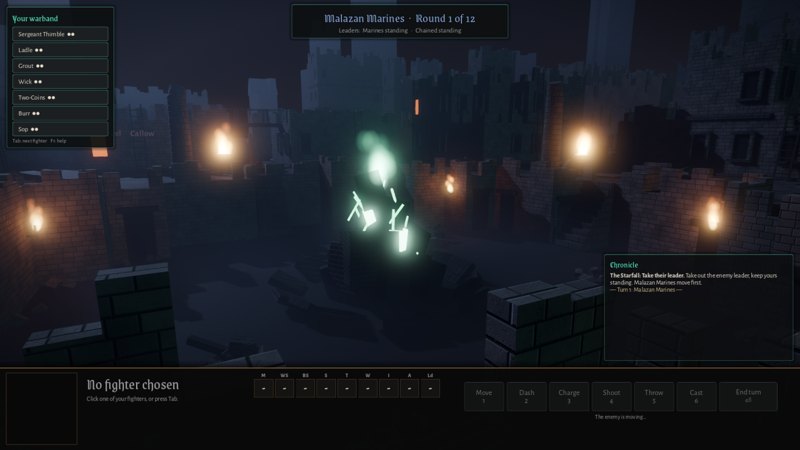 Your warband
Sergeant Thimble
Ladle
Grout
Wick
Two-Coins
Burr
Sop
Tab: next fighter F1: help
Malazan Marines · Round 1 of 12
Leaders: Marines standing · Chained standing
Callow
Chronicle
The Starfall: Take their leader. Take out the enemy leader, keep yours
standing. Malazan Marines move first.
— Turn 1: Malazan Marines —
No fighter chosen
Click one of your fighters, or press Tab.
M WS BS S T W I A Ld
- - - - - - - - -
Move
1
Dash
2
Charge
3
Shoot
4
Throw
5
Cast
6
End turn
The enemy is moving...